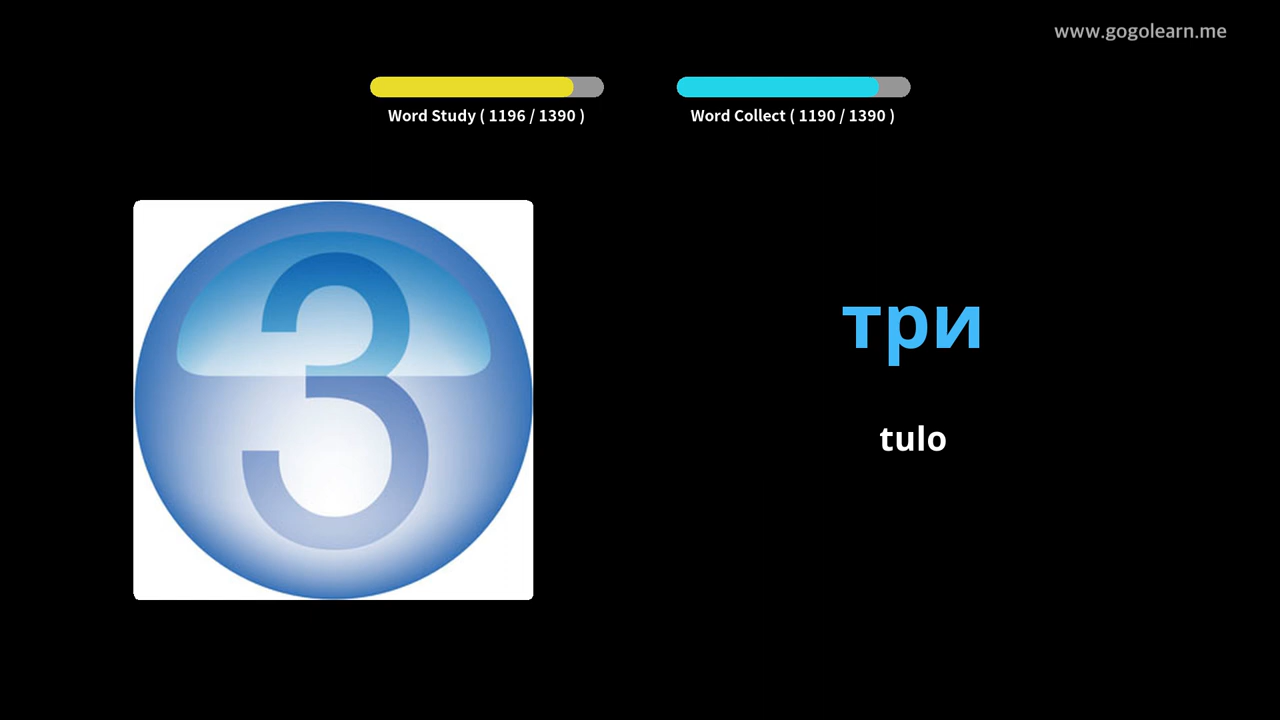 www.gogolearn.me
Word Study ( 1196 / 1390 )
Word Collect ( 1190 / 1390 )
3
три
tulo